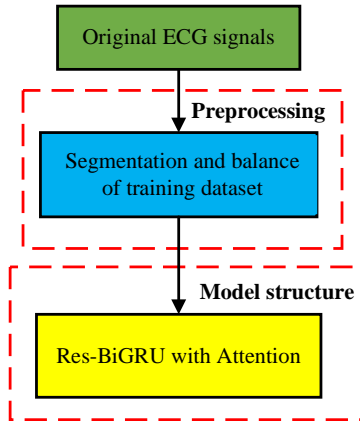 Original ECG signals
Preprocessing
Segmentation and balance
of training dataset
Model structure
Res-BiGRU with Attention